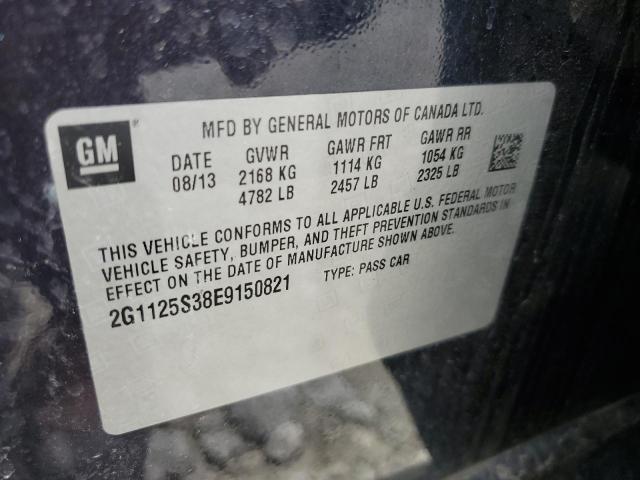 GM
MFD BY GENERAL MOTORS OF CANADA LTD.
DATE GVWR GAWR FRT GAWR RR
08/13 2168 KG 1114 KG 1054 KG
4782 LB 2457 LB 2325 LB
THIS VEHICLE CONFORMS TO ALL APPLICABLE U.S. FEDERAL MOTOR
VEHICLE SAFETY, BUMPER, AND THEFT PREVENTION STANDARDS IN
EFFECT ON THE DATE OF MANUFACTURE SHOWN ABOVE.
2G1125S38E9150821 TYPE: PASS CAR